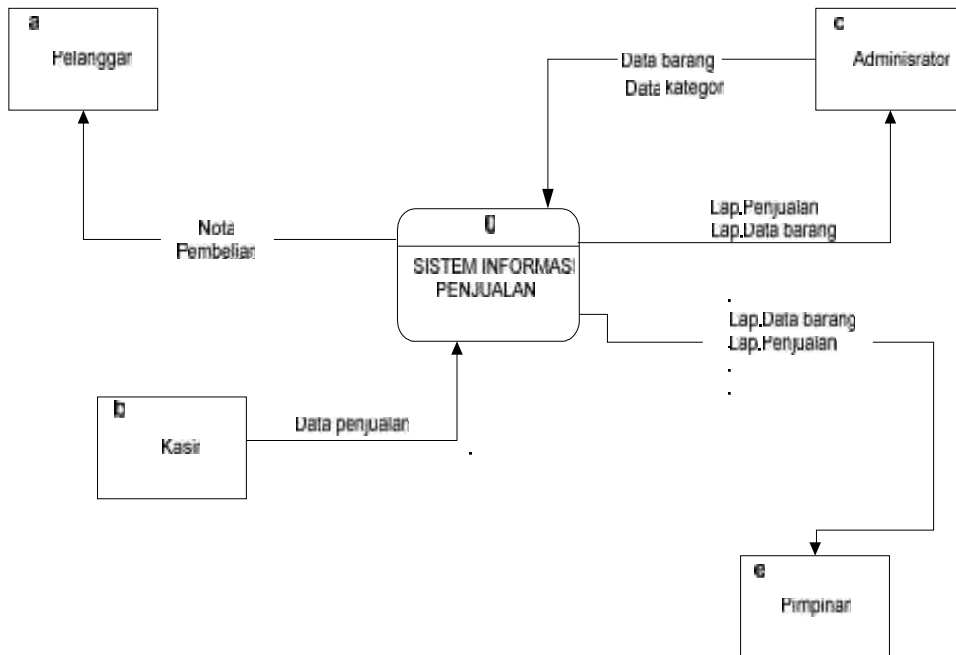 a
Pelanggan
c
Adminisrator
Data barang
Data kategori
Lap.Penjualan
Lap.Data barang
Nota
Pembelian
0
SISTEM INFORMASI
PENJUALAN
Lap.Data barang
Lap.Penjualan
b
Kasir
Data penjualan
e
Pimpinan